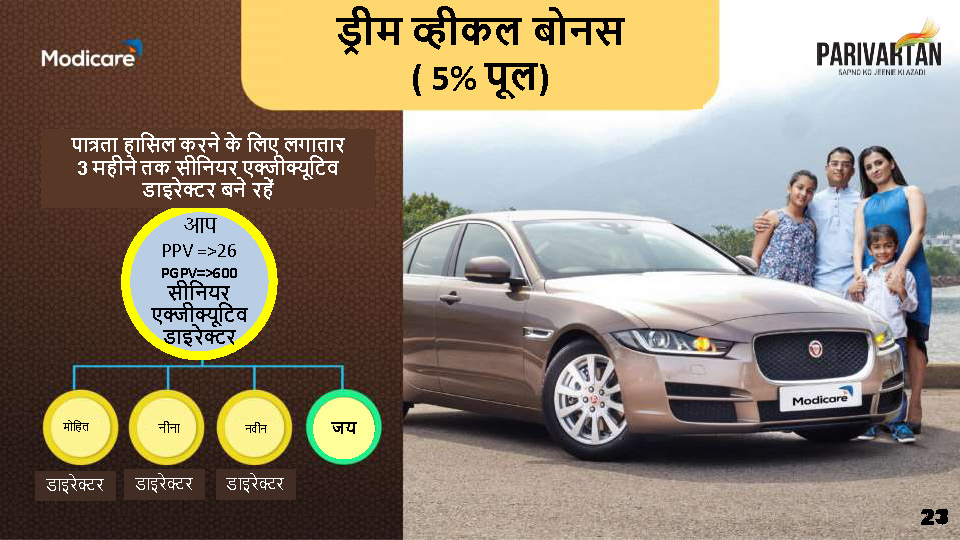 ड्रीम व्हीकल बोनस
( 5% पूल)
Modicare
PARIVARTAN
SAPNO KO JEENE KI AZADI
पात्रता हासिल करने के लिए लगातार
3 महीने तक सीनियर एक्जीक्यूटिव
डाइरेक्टर बने रहें
आप
PPV =>26
PGPV=>600
सीनियर
एक्जीक्यूटिव
डाइरेक्टर
मोहित
नीना
नवीन
जय
डाइरेक्टर
डाइरेक्टर
डाइरेक्टर
Modicare
23